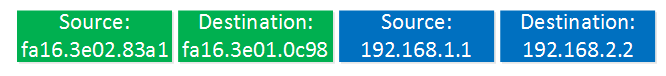 Source:
fa16.3e02.83a1
Destination:
fa16.3e01.0c98
Source:
192.168.1.1
Destination:
192.168.2.2